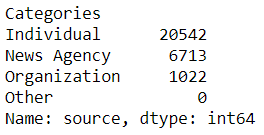 Categories
Individual 20542
News Agency 6713
Organization 1022
Other 0
Name: source, dtype: int64